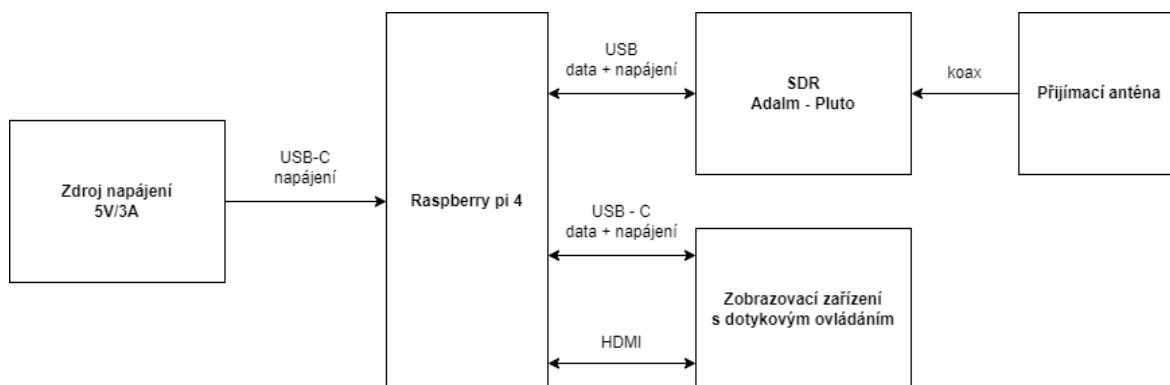 Zdroj napájení
5V/3A
USB-C
napájení
Raspberry pi 4
USB
data + napájení
SDR
Adalm - Pluto
koax
Přijímací anténa
USB - C
data + napájení
Zobrazovací zařízení
s dotykovým ovládáním
HDMI